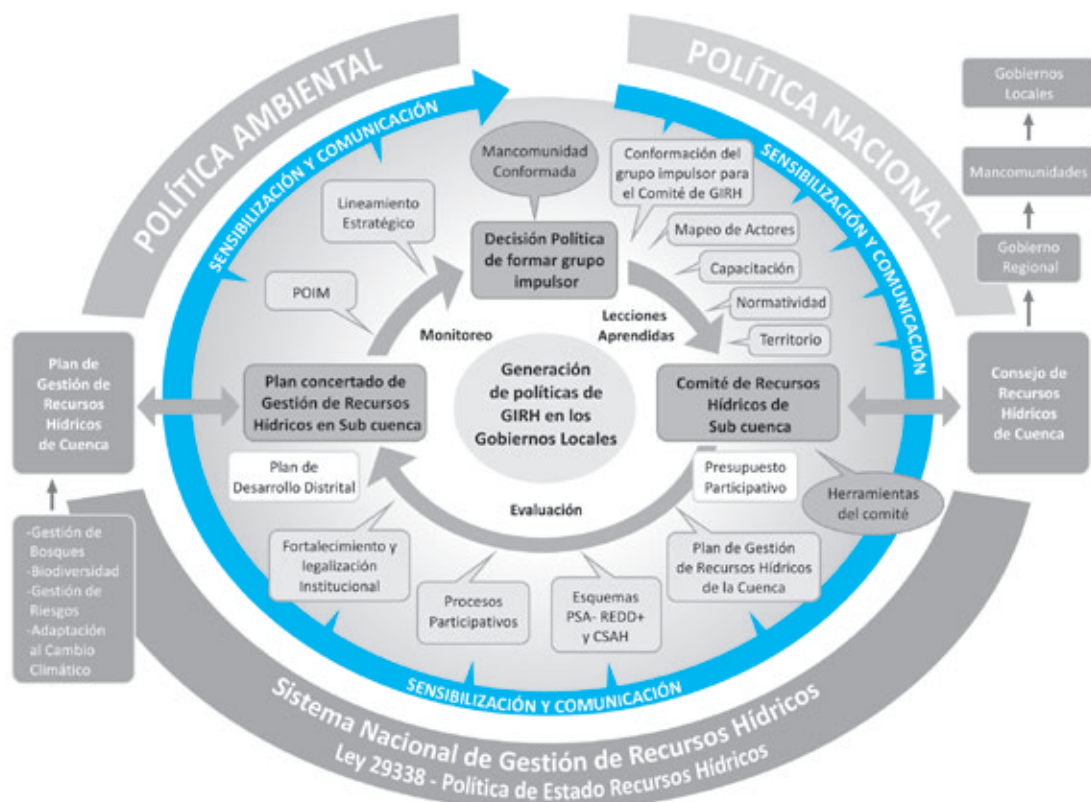 POLÍTICA AMBIENTAL
POLÍTICA NACIONAL
SENSIBILIZACIÓN Y COMUNICACIÓN
SENSIBILIZACIÓN Y COMUNICACIÓN
Gobiernos
Locales
Mancomunidades
Gobierno
Regional
Consejo de
Recursos
Hídricos
de Cuenca
Mancomunidad
Conformada
Conformación del
grupo impulsor para
el Comité de GIRH
Lineamiento
Estratégico
Decisión Política
de formar grupo
impulsor
Mapeo de Actores
Capacitación
Normatividad
Territorio
POIM
Monitoreo
Lecciones
Aprendidas
Plan de
Gestión de
Recursos
Hídricos
de Cuenca
Plan concertado de
Gestión de Recursos
Hídricos en Sub cuenca
Generación
de políticas de
GIRH en los
Gobiernos Locales
Comité de Recursos
Hídricos de
Sub cuenca
Plan de
Desarrollo Distrital
Presupuesto
Participativo
Herramientas
del comité
Evaluación
-Gestión de
Bosques
-Biodiversidad
-Gestión de
Riesgos
-Adaptación
al Cambio
Climático
Fortalecimiento y
legalización
Institucional
Procesos
Participativos
Esquemas
PSA- REDD+
y CSAH
Plan de Gestión
de Recursos Hídricos
de la Cuenca
SENSIBILIZACIÓN Y COMUNICACIÓN
Sistema Nacional de Gestión de Recursos Hídricos
Ley 29338 - Política de Estado Recursos Hídricos